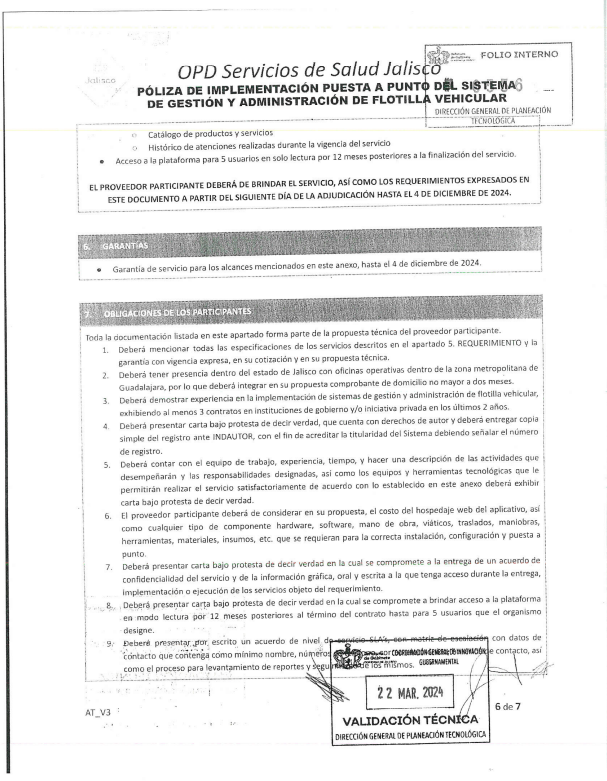 Jalisco
OPD Servicios de Salud Jalisco
FOLIO INTERNO
PÓLIZA DE IMPLEMENTACIÓN PUESTA A PUNTO DEL SISTEMA
DE GESTIÓN Y ADMINISTRACIÓN DE FLOTILLA VEHICULAR
DIRECCIÓN GENERAL DE PLANEACIÓN
TECNOLÓGICA
○ Catálogo de productos y servicios
○ Histórico de atenciones realizadas durante la vigencia del servicio
• Acceso a la plataforma para 5 usuarios en solo lectura por 12 meses posteriores a la finalización del servicio.
EL PROVEEDOR PARTICIPANTE DEBERÁ DE BRINDAR EL SERVICIO, ASÍ COMO LOS REQUERIMIENTOS EXPRESADOS EN
ESTE DOCUMENTO A PARTIR DEL SIGUIENTE DÍA DE LA ADJUDICACIÓN HASTA EL 4 DE DICIEMBRE DE 2024.
6. GARANTÍAS
• Garantía de servicio para los alcances mencionados en este anexo, hasta el 4 de diciembre de 2024.
7. OBLIGACIONES DE LOS PARTICIPANTES
Toda la documentación listada en este apartado forma parte de la propuesta técnica del proveedor participante.
1. Deberá mencionar todas las especificaciones de los servicios descritos en el apartado 5. REQUERIMIENTO y la
garantía con vigencia expresa, en su cotización y en su propuesta técnica.
2. Deberá tener presencia dentro del estado de Jalisco con oficinas operativas dentro de la zona metropolitana de
Guadalajara, por lo que deberá integrar en su propuesta comprobante de domicilio no mayor a dos meses.
3. Deberá demostrar experiencia en la implementación de sistemas de gestión y administración de flotilla vehicular,
exhibiendo al menos 3 contratos en instituciones de gobierno y/o iniciativa privada en los últimos 2 años.
4. Deberá presentar carta bajo protesta de decir verdad, que cuenta con derechos de autor y deberá entregar copia
simple del registro ante INDAUTOR, con el fin de acreditar la titularidad del Sistema debiendo señalar el número
de registro.
5. Deberá contar con el equipo de trabajo, experiencia, tiempo, y hacer una descripción de las actividades que
desempeñarán y las responsabilidades designadas, así como los equipos y herramientas tecnológicas que le
permitirán realizar el servicio satisfactoriamente de acuerdo con lo establecido en este anexo deberá exhibir
carta bajo protesta de decir verdad.
6. El proveedor participante deberá de considerar en su propuesta, el costo del hospedaje web del aplicativo, así
como cualquier tipo de componente hardware, software, mano de obra, viáticos, traslados, maniobras,
herramientas, materiales, insumos, etc. que se requieran para la correcta instalación, configuración y puesta a
punto.
7. Deberá presentar carta bajo protesta de decir verdad en la cual se compromete a la entrega de un acuerdo de
confidencialidad del servicio y de la información gráfica, oral y escrita a la que tenga acceso durante la entrega,
implementación o ejecución de los servicios objeto del requerimiento.
8. Deberá presentar carta bajo protesta de decir verdad en la cual se compromete a brindar acceso a la plataforma
en modo lectura por 12 meses posteriores al término del contrato hasta para 5 usuarios que el organismo
designe.
9. Deberá presentar por escrito un acuerdo de nivel de servicio SLA's, con matriz de escalación con datos de
contacto que contenga como mínimo nombre, números de contacto, así
como el proceso para levantamiento de reportes y de los mismos.
COORDINACIÓN GENERAL DE INNOVACIÓN
GUBERNAMENTAL
22 MAR. 2024
VALIDACIÓN TÉCNICA
DIRECCIÓN GENERAL DE PLANEACIÓN TECNOLÓGICA
AT_V3
6 de 7